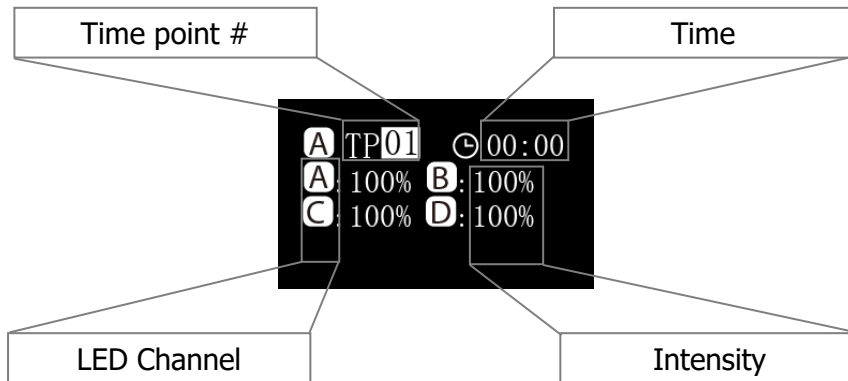 Time point #
Time
A TP01 00:00
A: 100% B: 100%
C: 100% D: 100%
LED Channel
Intensity